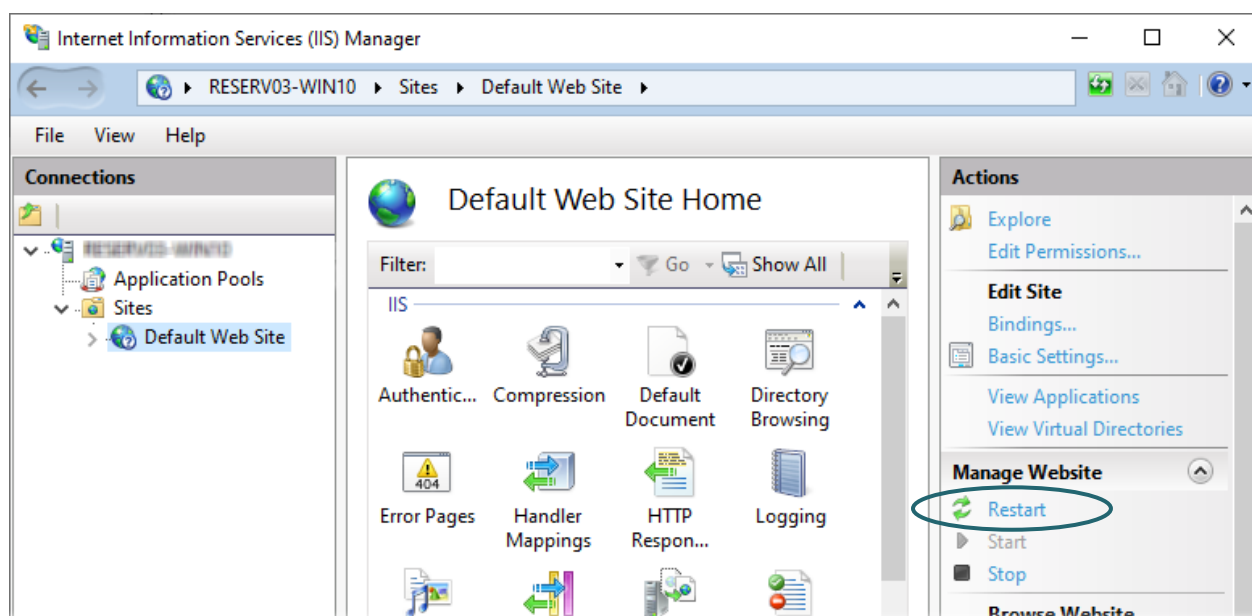 Internet Information Services (IIS) Manager
RESERV03-WIN10 Sites Default Web Site
File View Help
Connections
Application Pools
Sites
Default Web Site
Default Web Site Home
Filter: Go Show All
IIS
Authentic... Compression Default Document Directory Browsing
404
Error Pages Handler Mappings HTTP Respon... Logging
Actions
Explore
Edit Permissions...
Edit Site
Bindings...
Basic Settings...
View Applications
View Virtual Directories
Manage Website
Restart
Start
Stop
Browse Website